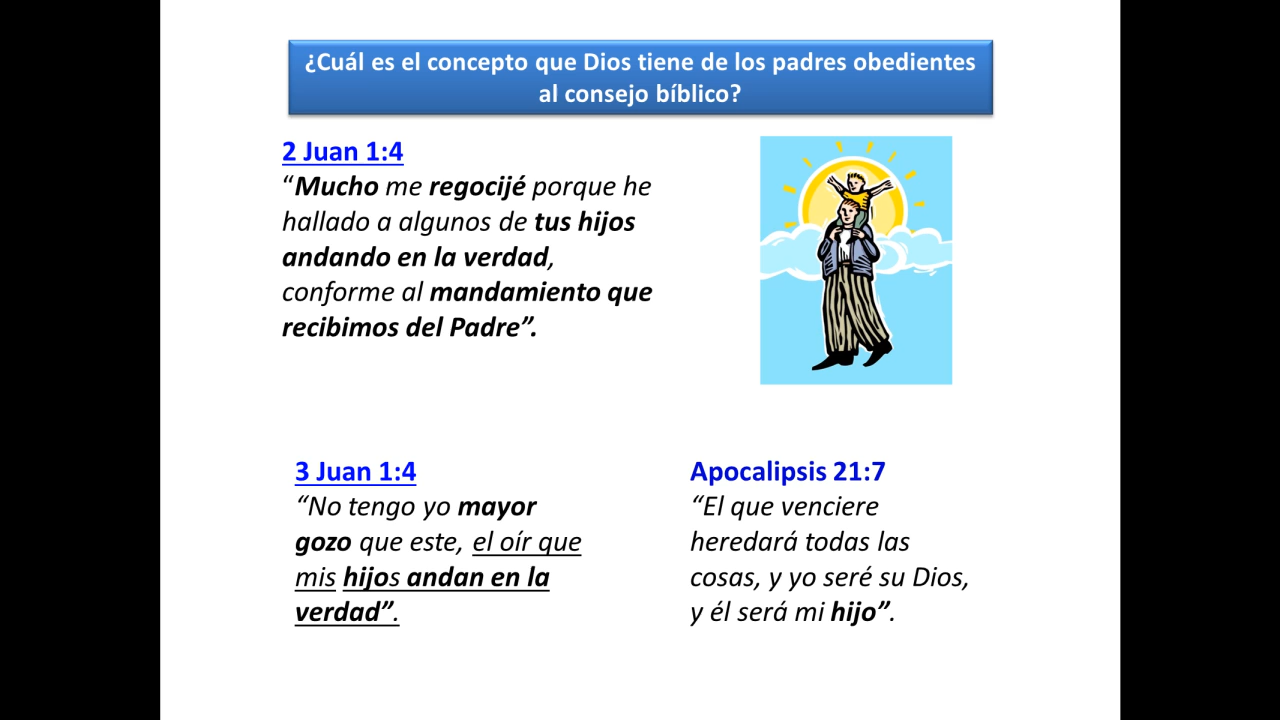 ¿Cuál es el concepto que Dios tiene de los padres obedientes
al consejo bíblico?
2 Juan 1:4
“Mucho me regocijé porque he
hallado a algunos de tus hijos
andando en la verdad,
conforme al mandamiento que
recibimos del Padre”.
3 Juan 1:4
“No tengo yo mayor
gozo que este, el oír que
mis hijos andan en la
verdad”.
Apocalipsis 21:7
“El que venciere
heredará todas las
cosas, y yo seré su Dios,
y él será mi hijo”.